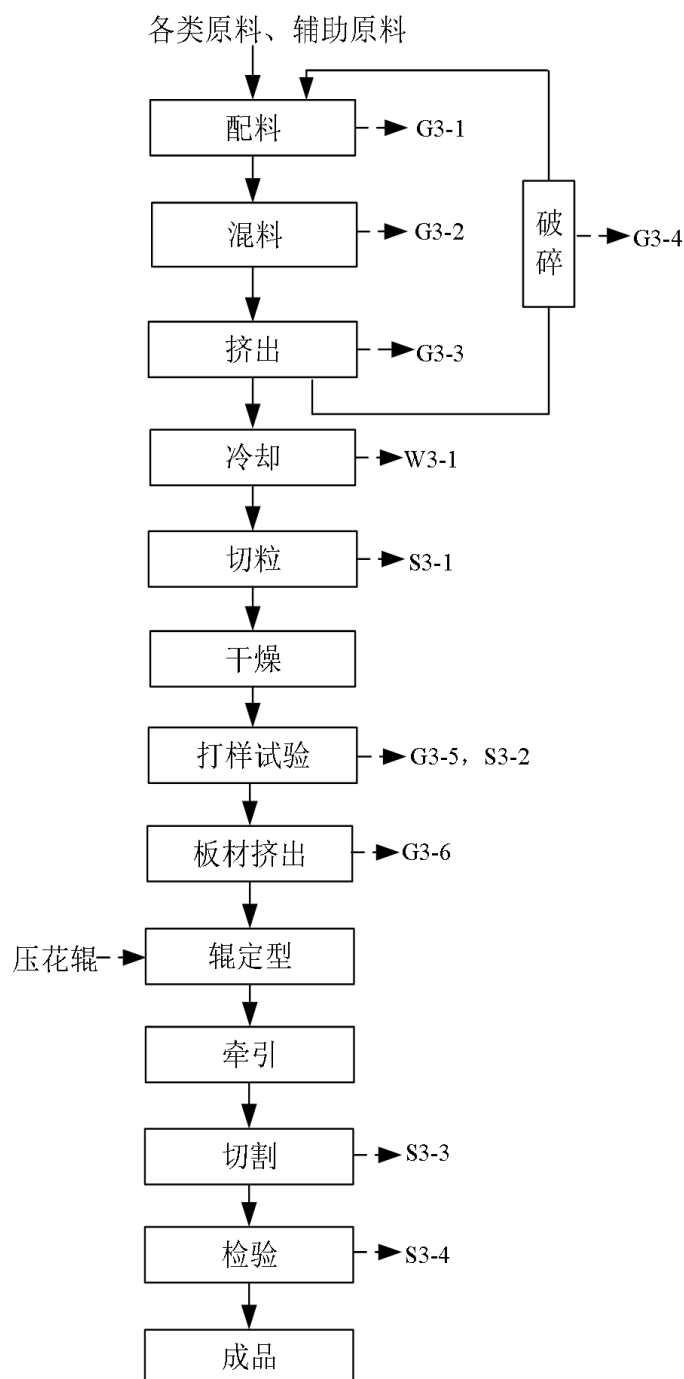 各类原料、辅助原料
配料
G3-1
混料
G3-2
破碎
G3-4
挤出
G3-3
冷却
W3-1
切粒
S3-1
干燥
打样试验
G3-5，S3-2
板材挤出
G3-6
压花辊
辊定型
牵引
切割
S3-3
检验
S3-4
成品